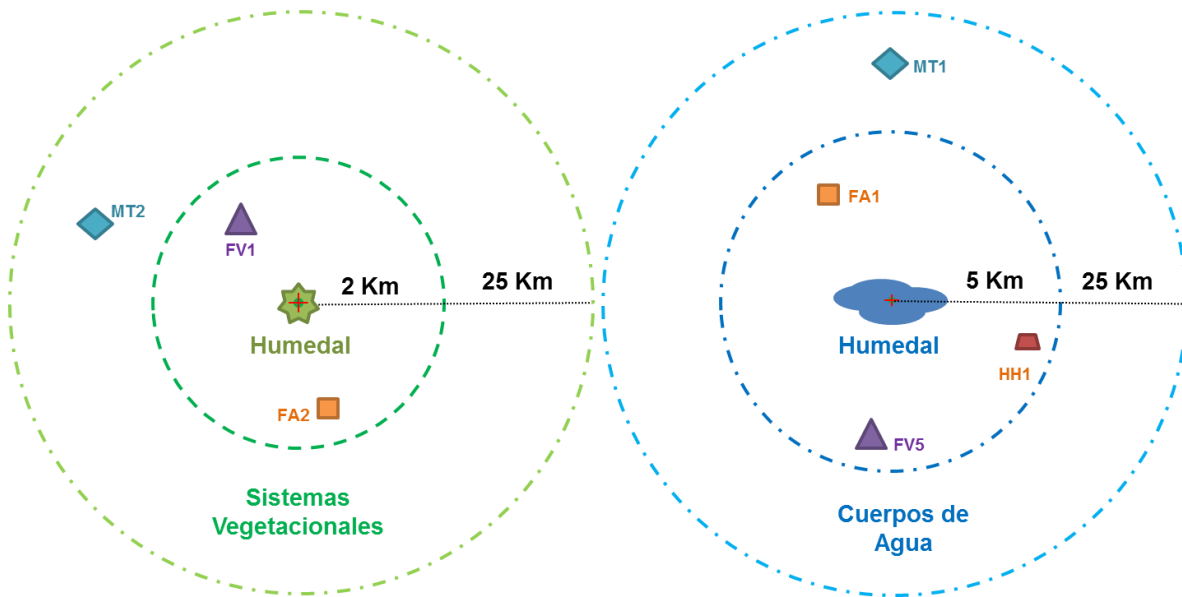 MT2
FV1
2 Km
25 Km
Humedal
FA2
Sistemas
Vegetacionales
MT1
FA1
5 Km
25 Km
Humedal
HH1
FV5
Cuerpos de
Agua